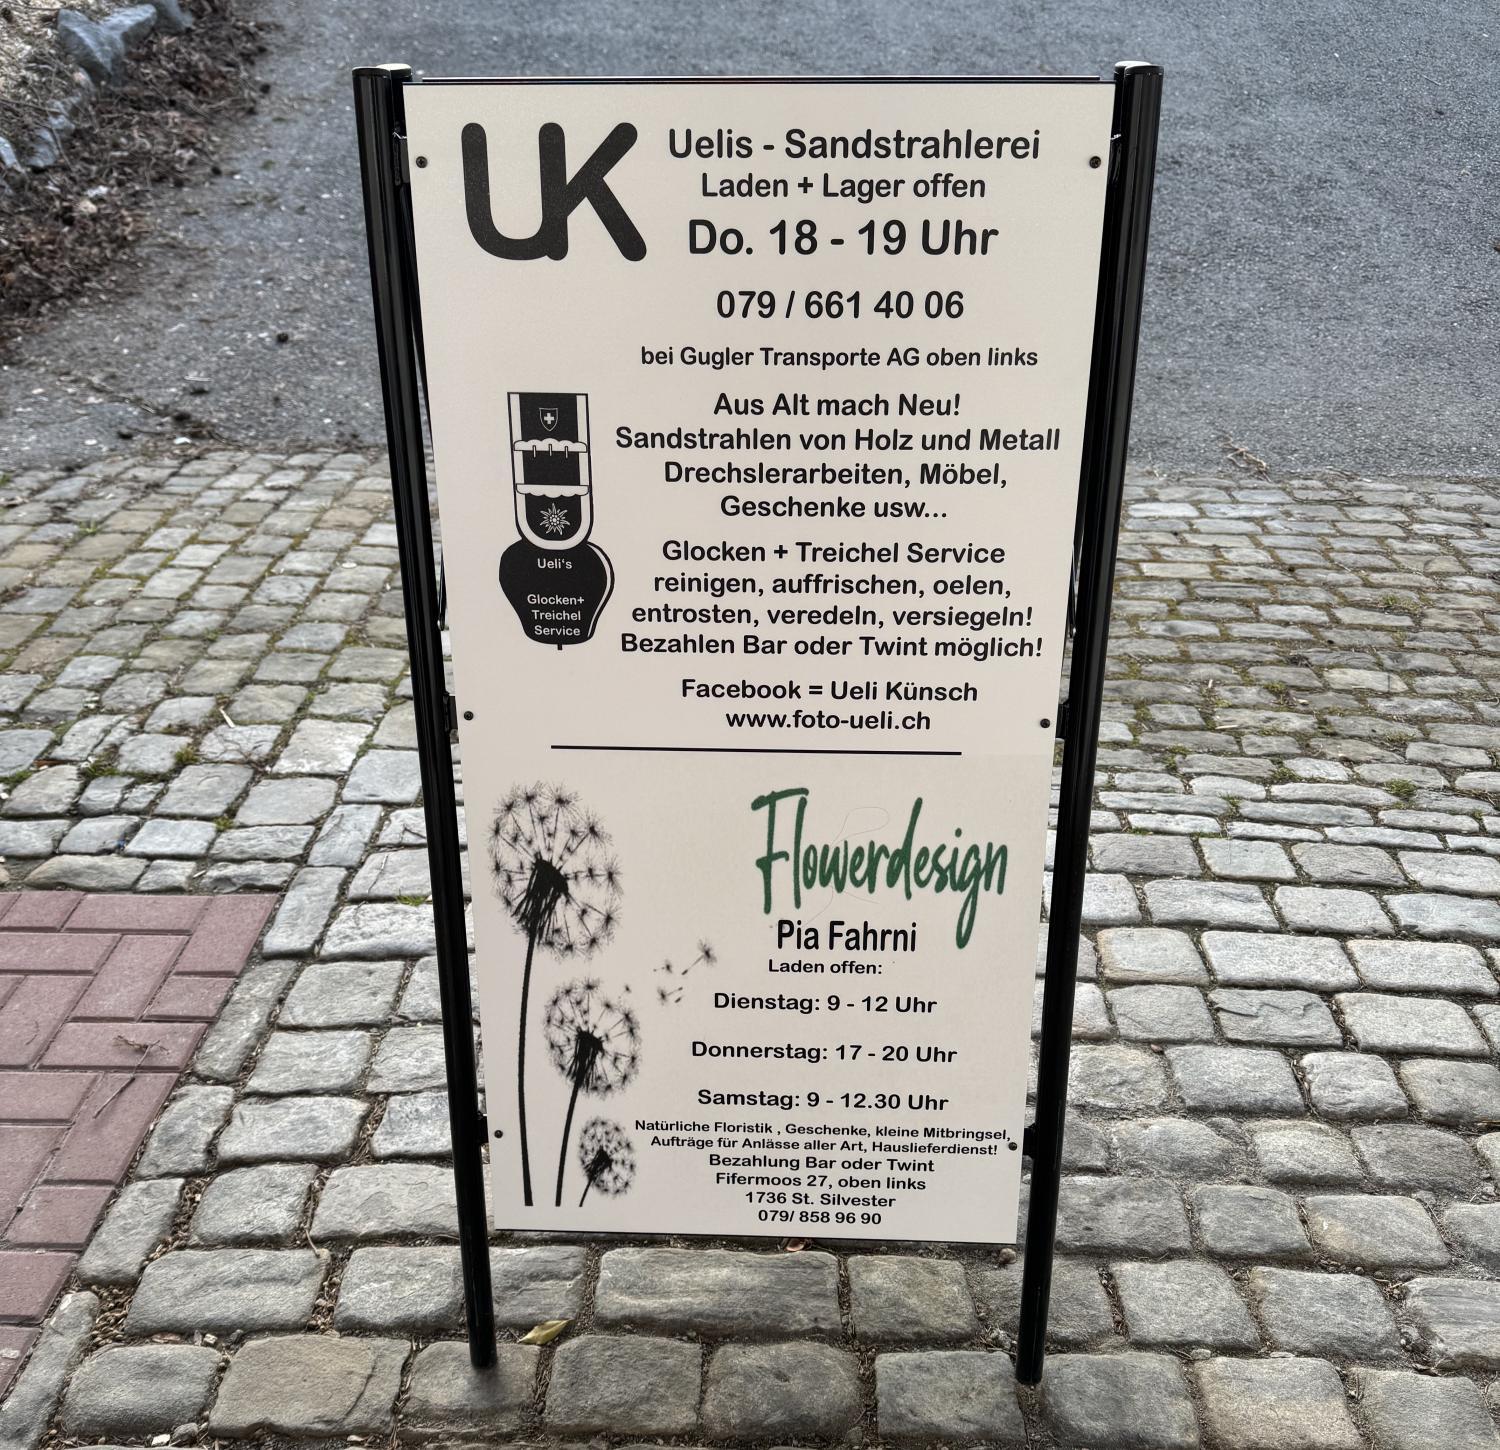 UK
Uelis - Sandstrahlerei
Laden + Lager offen
Do. 18 - 19 Uhr
079 / 661 40 06
bei Gugler Transporte AG oben links
Aus Alt mach Neu!
Sandstrahlen von Holz und Metall
Drechslerarbeiten, Möbel,
Geschenke usw...
Ueli's
Glocken+
Treichel
Service
Glocken + Treichel Service
reinigen, auffrischen, oelen,
entrosten, veredeln, versiegeln!
Bezahlen Bar oder Twint möglich!
Facebook = Ueli Künsch
www.foto-ueli.ch
Flowerdesign
Pia Fahrni
Laden offen:
Dienstag: 9 - 12 Uhr
Donnerstag: 17 - 20 Uhr
Samstag: 9 - 12.30 Uhr
Natürliche Floristik , Geschenke, kleine Mitbringsel,
Aufträge für Anlässe aller Art, Hauslieferdienst!
Bezahlung Bar oder Twint
Fifermoos 27, oben links
1736 St. Silvester
079/ 858 96 90